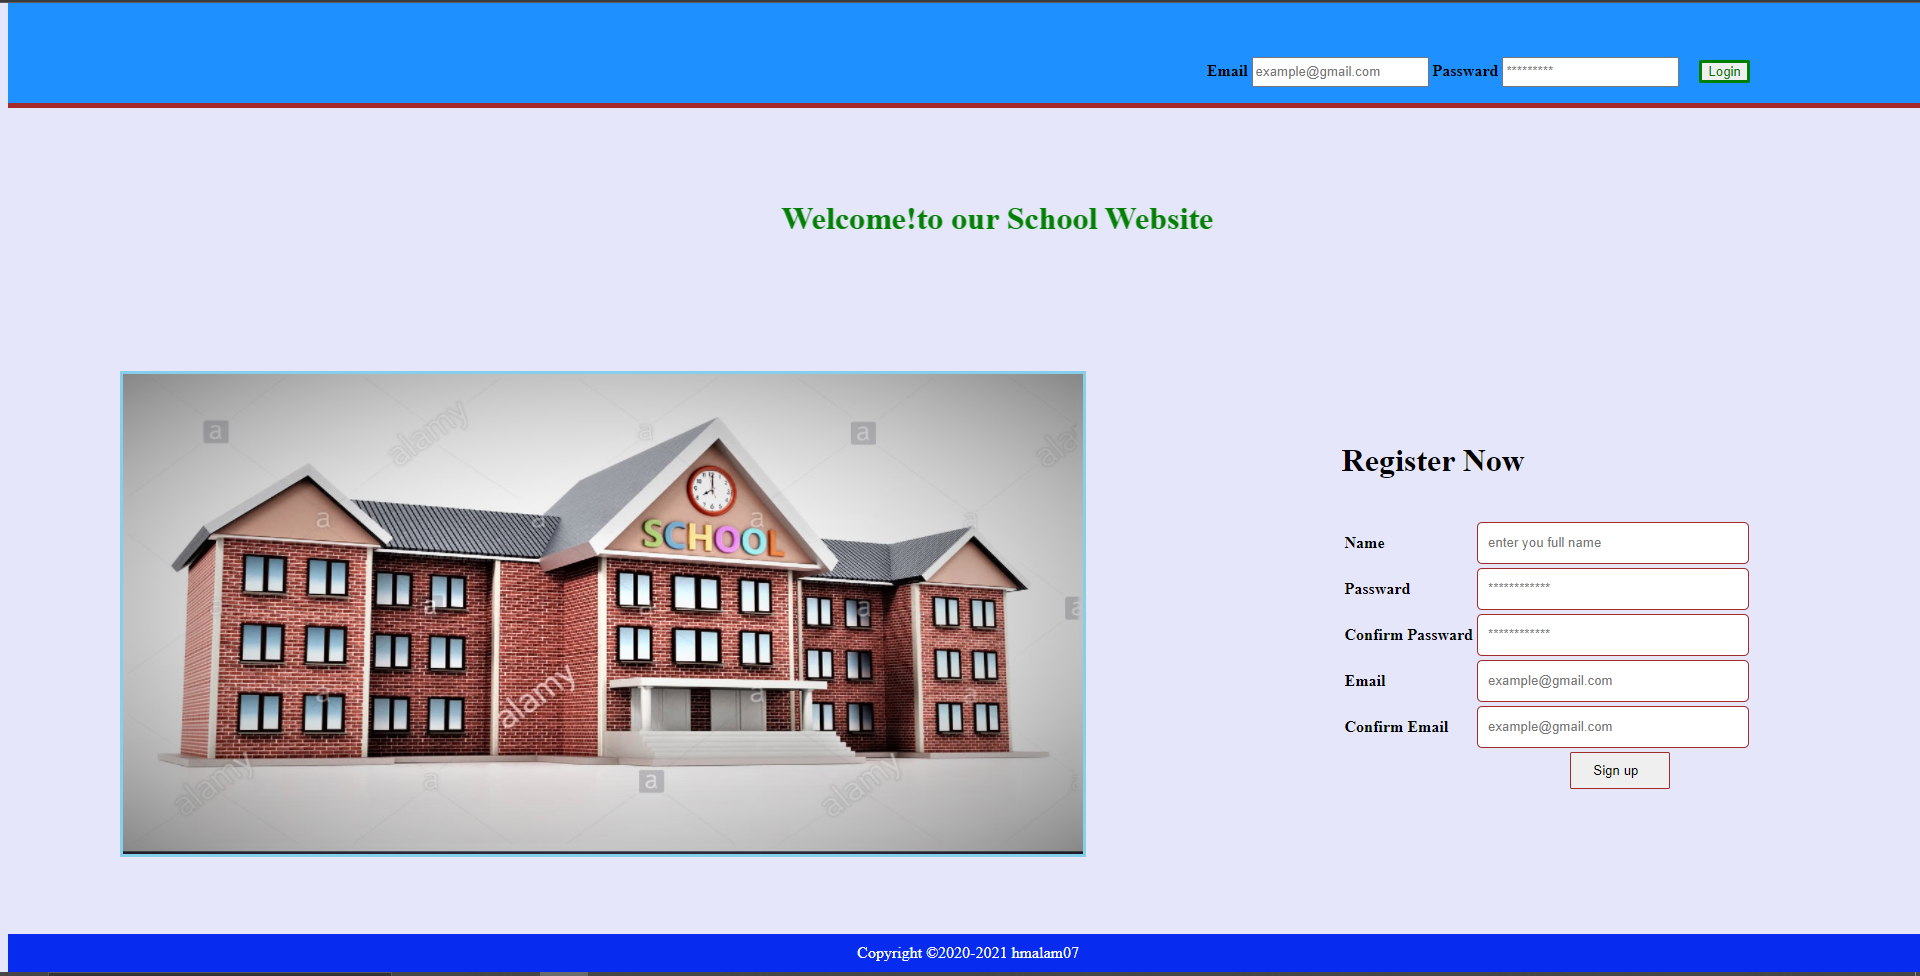 Email example@gmail.com Passward ********* Login
Welcome!to our School Website
a alamy a a alamy
SCHOOL
a a a a
a a a a a
alamy
a a a
alamy a a alamy a
Register Now
Name enter you full name
Passward ************
Confirm Passward ************
Email example@gmail.com
Confirm Email example@gmail.com
Sign up
Copyright ©2020-2021 hmalam07